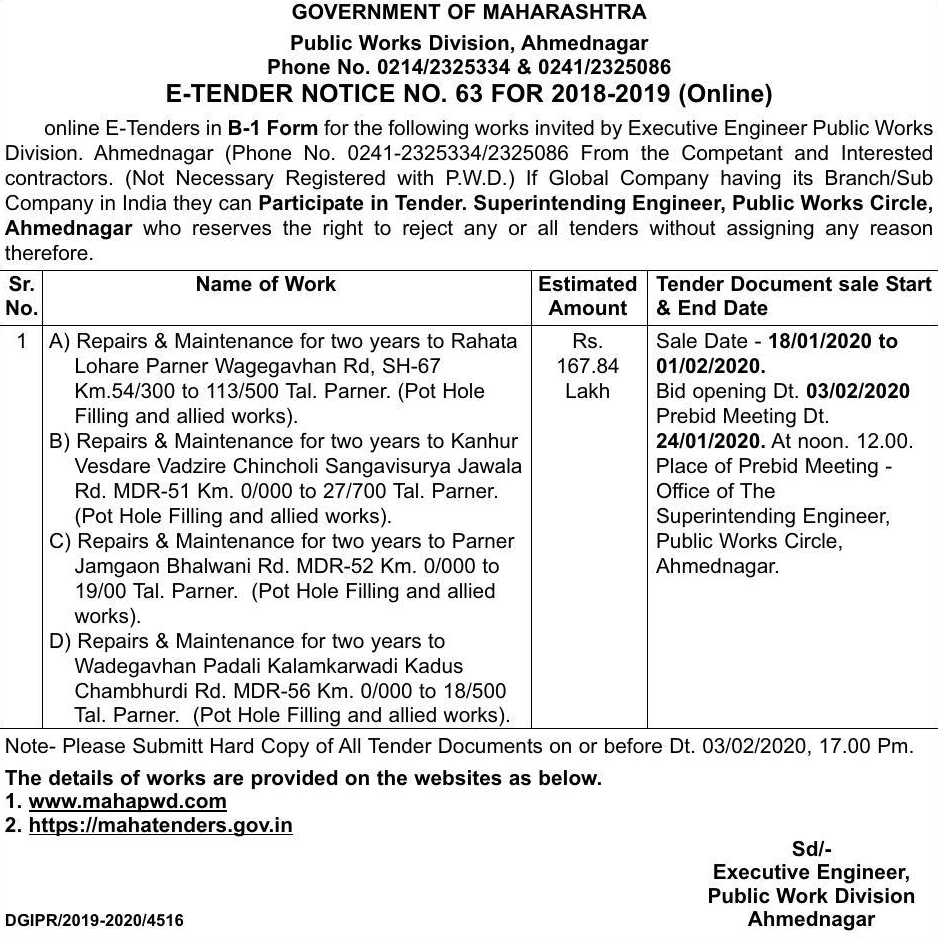 GOVERNMENT OF MAHARASHTRA
Public Works Division, Ahmednagar
Phone No. 0214/2325334 & 0241/2325086
E-TENDER NOTICE NO. 63 FOR 2018-2019 (Online)
online E-Tenders in B-1 Form for the following works invited by Executive Engineer Public Works
Division. Ahmednagar (Phone No. 0241-2325334/2325086 From the Competant and Interested
contractors. (Not Necessary Registered with P.W.D.) If Global Company having its Branch/Sub
Company in India they can Participate in Tender. Superintending Engineer, Public Works Circle,
Ahmednagar who reserves the right to reject any or all tenders without assigning any reason
therefore.
Sr. No.
Name of Work
Estimated Amount
Tender Document sale Start & End Date
1
A) Repairs & Maintenance for two years to Rahata
Lohare Parner Wagegavhan Rd, SH-67
Km.54/300 to 113/500 Tal. Parner. (Pot Hole
Filling and allied works).
B) Repairs & Maintenance for two years to Kanhur
Vesdare Vadzire Chincholi Sangavisurya Jawala
Rd. MDR-51 Km. 0/000 to 27/700 Tal. Parner.
(Pot Hole Filling and allied works).
C) Repairs & Maintenance for two years to Parner
Jamgaon Bhalwani Rd. MDR-52 Km. 0/000 to
19/00 Tal. Parner. (Pot Hole Filling and allied
works).
D) Repairs & Maintenance for two years to
Wadegavhan Padali Kalamkarwadi Kadus
Chambhurdi Rd. MDR-56 Km. 0/000 to 18/500
Tal. Parner. (Pot Hole Filling and allied works).
Rs.
167.84
Lakh
Sale Date - 18/01/2020 to
01/02/2020.
Bid opening Dt. 03/02/2020
Prebid Meeting Dt.
24/01/2020. At noon. 12.00.
Place of Prebid Meeting -
Office of The
Superintending Engineer,
Public Works Circle,
Ahmednagar.
Note- Please Submitt Hard Copy of All Tender Documents on or before Dt. 03/02/2020, 17.00 Pm.
The details of works are provided on the websites as below.
1. www.mahapwd.com
2. https://mahatenders.gov.in
Sd/-
Executive Engineer,
Public Work Division
Ahmednagar
DGIPR/2019-2020/4516